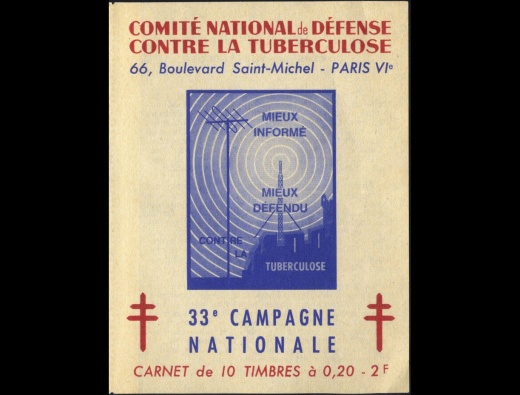 COMITÉ NATIONAL de DÉFENSE
CONTRE LA TUBERCULOSE
66, Boulevard Saint-Michel - PARIS VIe
MIEUX
INFORMÉ
MIEUX
DÉFENDU
CONTRE
LA
TUBERCULOSE
33e CAMPAGNE
NATIONALE
CARNET de 10 TIMBRES à 0,20 - 2F